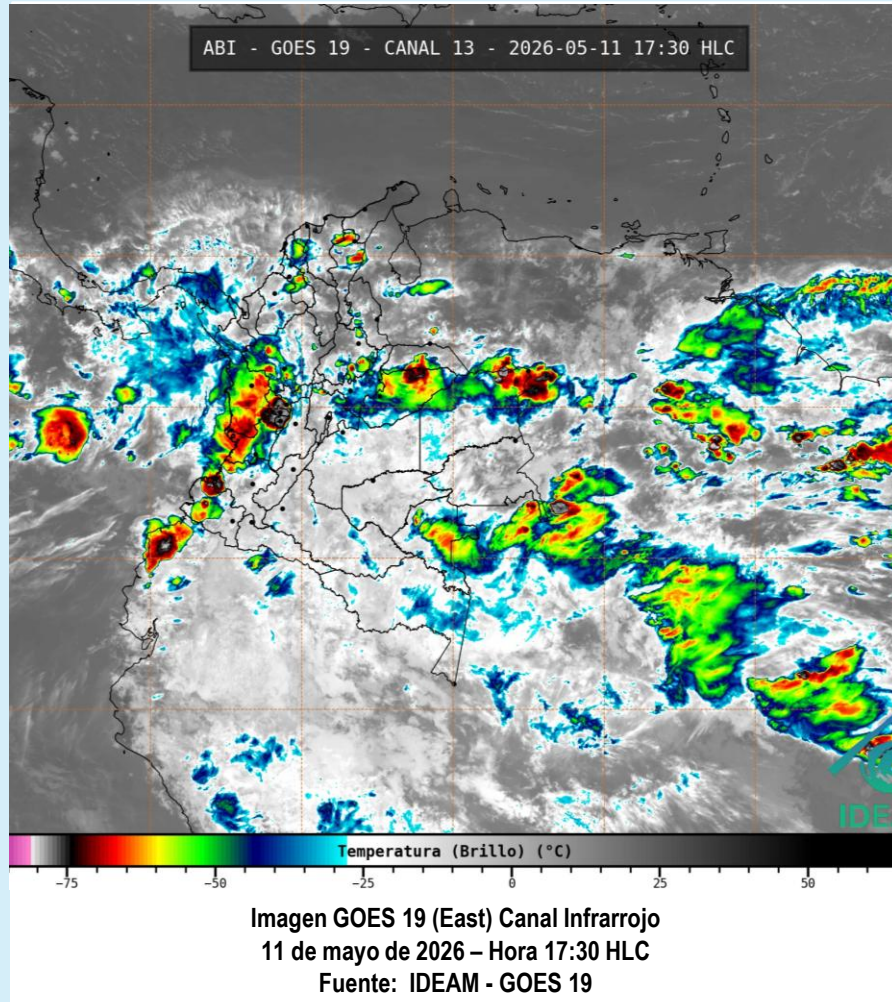 ABI - GOES 19 - CANAL 13 - 2026-05-11 17:30 HLC
Temperatura (Brillo) (°C)
−75 −50 −25 0 25 50
Imagen GOES 19 (East) Canal Infrarrojo
11 de mayo de 2026 – Hora 17:30 HLC
Fuente: IDEAM - GOES 19